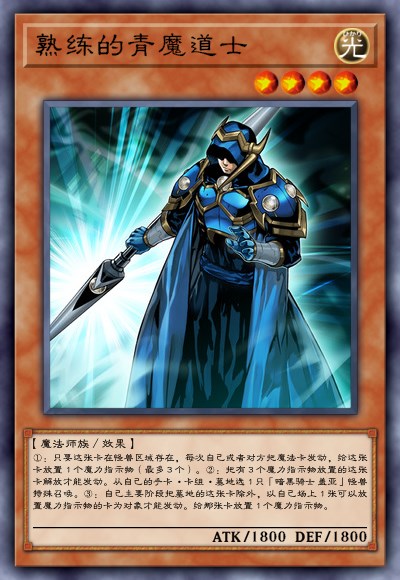 熟练的青魔道士
ひかり
光
【魔法师族／效果】
①：只要这张卡在怪兽区域存在，每次自己或者对方把魔法卡发动，给这张
卡放置1个魔力指示物（最多3个）。②：把有3个魔力指示物放置的这张
卡解放才能发动。从自己的手卡·卡组·墓地选1只「暗黑骑士 盖亚」怪兽
特殊召唤。③：自己主要阶段把墓地的这张卡除外，以自己场上1张可以放
置魔力指示物的卡为对象才能发动。给那张卡放置1个魔力指示物。
ATK/1800 DEF/1800